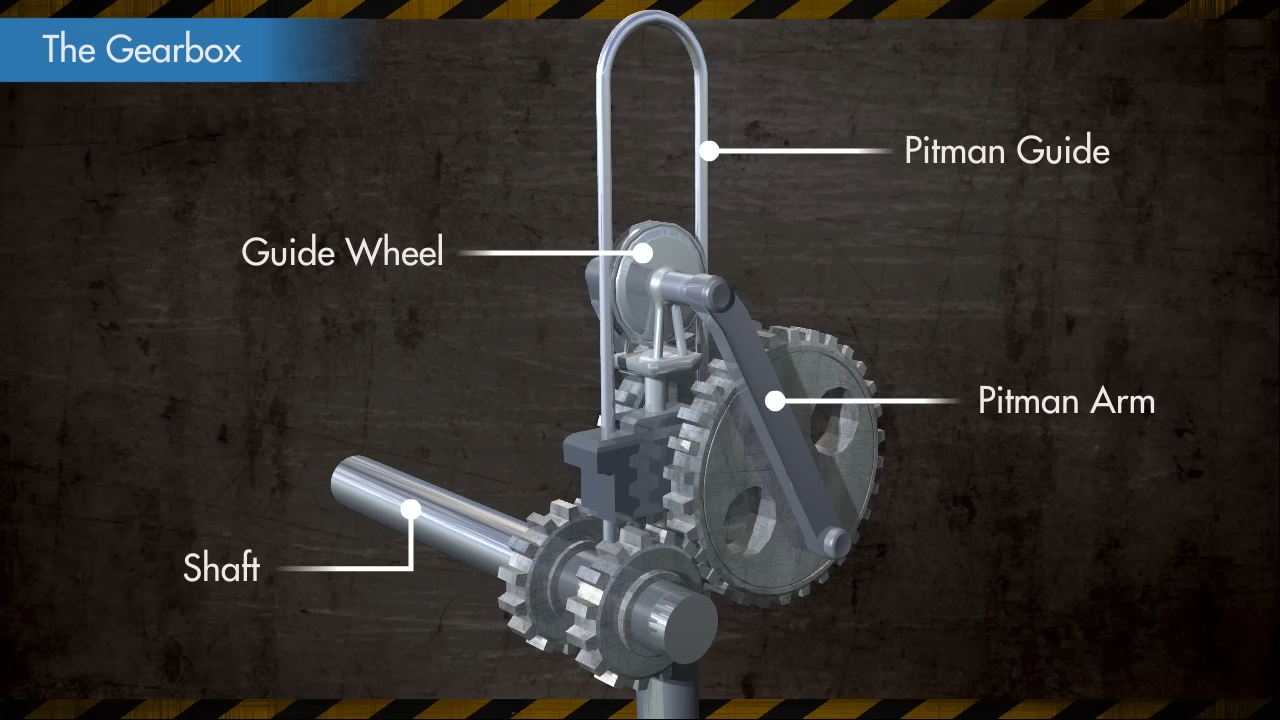 The Gearbox
Pitman Guide
Guide Wheel
Pitman Arm
Shaft